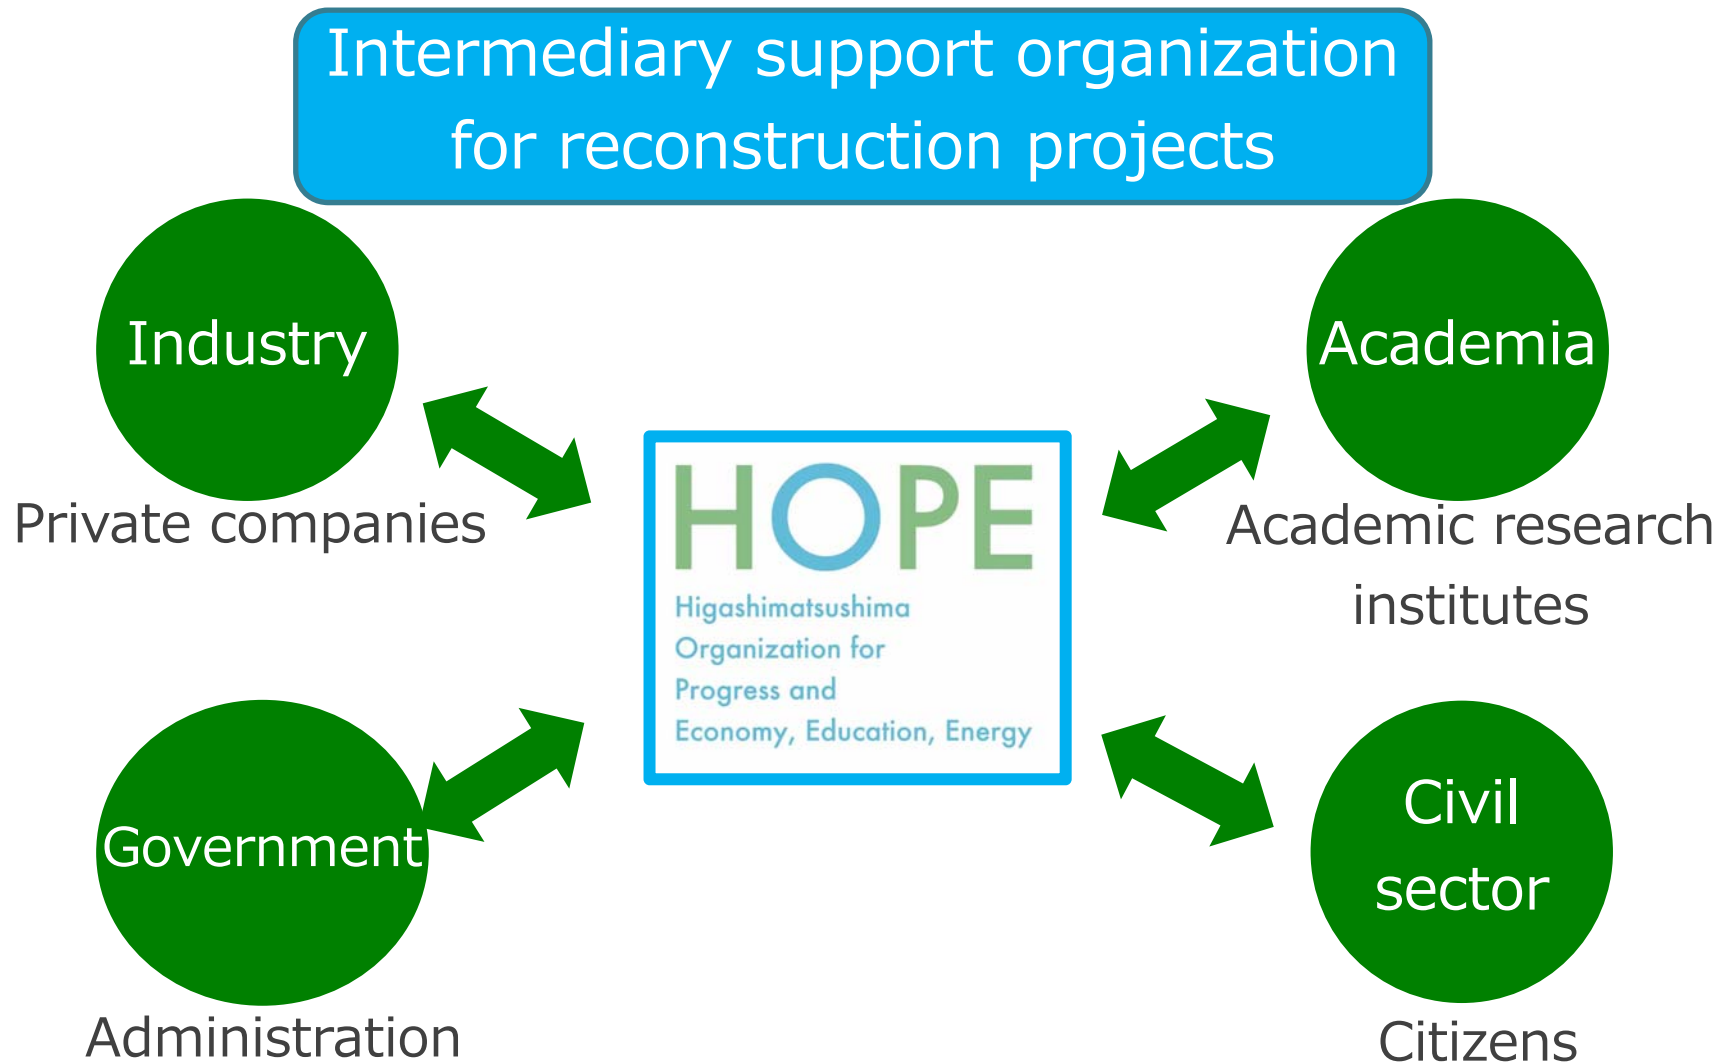 Intermediary support organization
for reconstruction projects
Industry
Private companies
Academia
Academic research
institutes
HOPE
Higashimatsushima
Organization for
Progress and
Economy, Education, Energy
Government
Administration
Civil
sector
Citizens